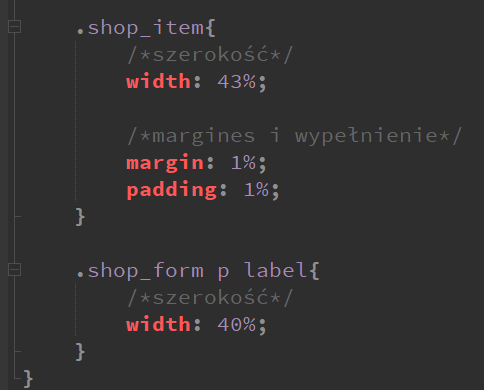 .shop_item{
/*szerokość*/
width: 43%;
/*margines i wypełnienie*/
margin: 1%;
padding: 1%;
}
.shop_form p label{
/*szerokość*/
width: 40%;
}
}